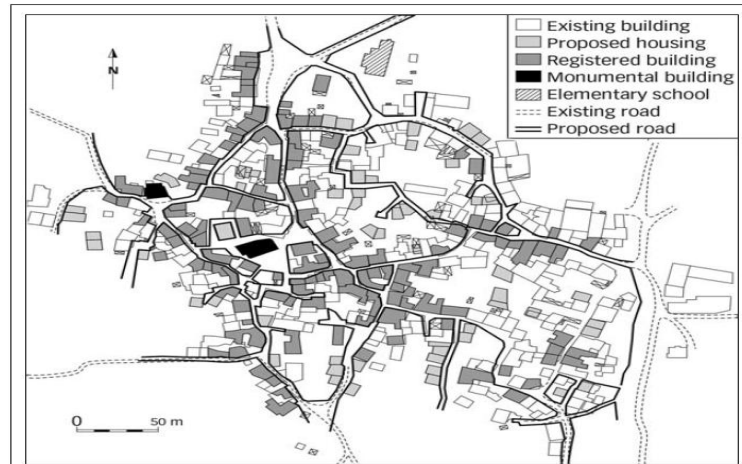 Existing building
Proposed housing
Registered building
Monumental building
Elementary school
Existing road
Proposed road
N
0 50 m